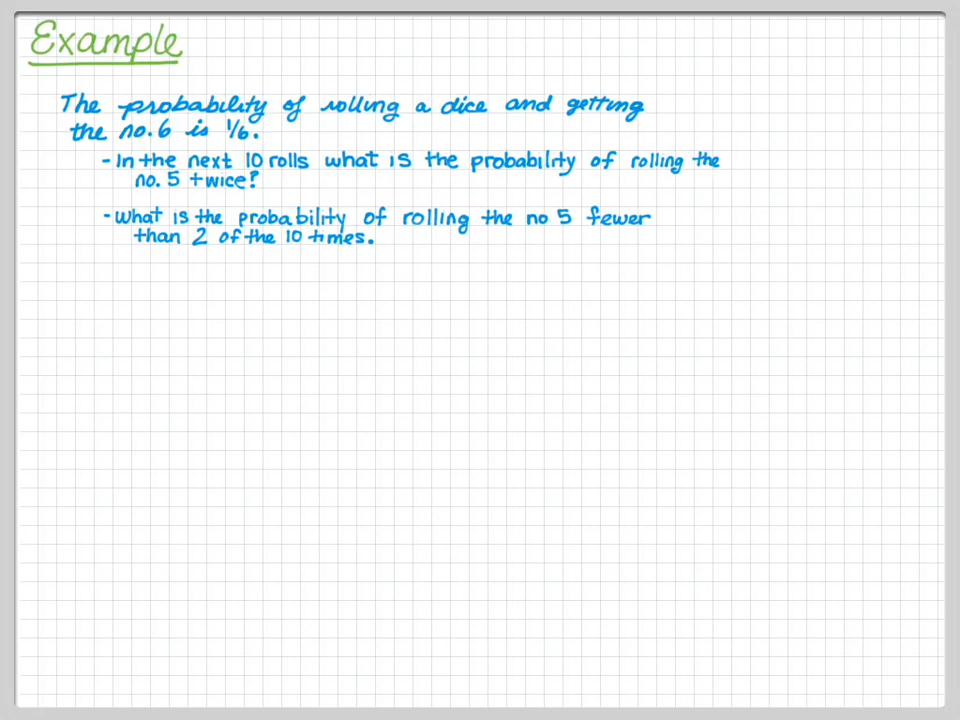 Example
The probability of rolling a dice and getting
the no.6 is 1/6.
- In the next 10 rolls what is the probability of rolling the
no. 5 twice?
- What is the probability of rolling the no 5 fewer
than 2 of the 10 times.